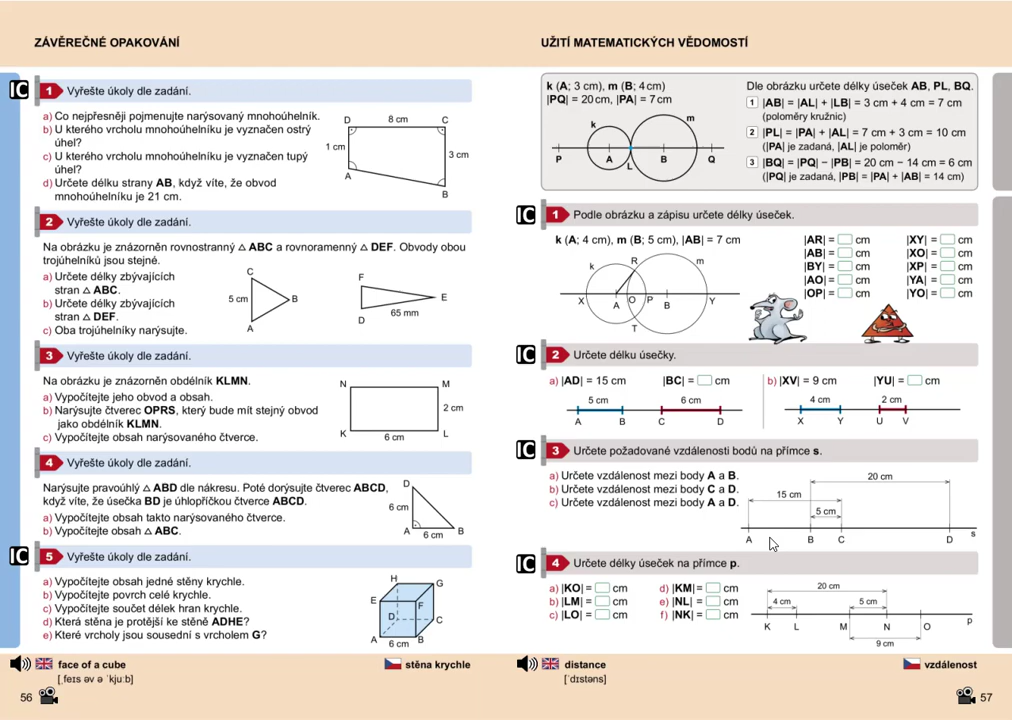 ZÁVĚREČNÉ OPAKOVÁNÍ
IC
1 Vyřešte úkoly dle zadání.
a) Co nejpřesněji pojmenujte narýsovaný mnohoúhelník.
b) U kterého vrcholu mnohoúhelníku je vyznačen ostrý
úhel?
c) U kterého vrcholu mnohoúhelníku je vyznačen tupý
úhel?
d) Určete délku strany AB, když víte, že obvod
mnohoúhelníku je 21 cm.
D 8 cm C
1 cm
3 cm
A
B
2 Vyřešte úkoly dle zadání.
Na obrázku je znázorněn rovnostranný △ ABC a rovnoramenný △ DEF. Obvody obou
trojúhelníků jsou stejné.
a) Určete délky zbývajících
stran △ ABC.
b) Určete délky zbývajících
stran △ DEF.
c) Oba trojúhelníky narýsujte.
C
5 cm B
A
F
E
65 mm
D
3 Vyřešte úkoly dle zadání.
Na obrázku je znázorněn obdélník KLMN.
a) Vypočítejte jeho obvod a obsah.
b) Narýsujte čtverec OPRS, který bude mít stejný obvod
jako obdélník KLMN.
c) Vypočítejte obsah narýsovaného čtverce.
N M
2 cm
K 6 cm L
4 Vyřešte úkoly dle zadání.
Narýsujte pravoúhlý △ ABD dle nákresu. Poté dorýsujte čtverec ABCD,
když víte, že úsečka BD je úhlopříčkou čtverce ABCD.
a) Vypočítejte obsah takto narýsovaného čtverce.
b) Vypočítejte obsah △ ABC.
D
6 cm
A 6 cm B
IC
5 Vyřešte úkoly dle zadání.
a) Vypočítejte obsah jedné stěny krychle.
b) Vypočítejte povrch celé krychle.
c) Vypočítejte součet délek hran krychle.
d) Která stěna je protější ke stěně ADHE?
e) Které vrcholy jsou sousední s vrcholem G?
H G
E F
D C
A 6 cm B
face of a cube
[ˌfeɪs əv ə ˈkjuːb]
stěna krychle
56
UŽITÍ MATEMATICKÝCH VĚDOMOSTÍ
k (A; 3 cm), m (B; 4 cm)
|PQ| = 20 cm, |PA| = 7 cm
k m
P A B Q
L
Dle obrázku určete délky úseček AB, PL, BQ.
1 |AB| = |AL| + |LB| = 3 cm + 4 cm = 7 cm
(poloměry kružnic)
2 |PL| = |PA| + |AL| = 7 cm + 3 cm = 10 cm
(|PA| je zadaná, |AL| je poloměr)
3 |BQ| = |PQ| − |PB| = 20 cm − 14 cm = 6 cm
(|PQ| je zadaná, |PB| = |PA| + |AB| = 14 cm)
IC
1 Podle obrázku a zápisu určete délky úseček.
k (A; 4 cm), m (B; 5 cm), |AB| = 7 cm
k R m
X A O P B Y
T
|AR| = cm |XY| = cm
|AB| = cm |XO| = cm
|BY| = cm |XP| = cm
|AO| = cm |YA| = cm
|OP| = cm |YO| = cm
IC
2 Určete délku úsečky.
a) |AD| = 15 cm |BC| = cm
5 cm 6 cm
A B C D
b) |XV| = 9 cm |YU| = cm
4 cm 2 cm
X Y U V
IC
3 Určete požadované vzdálenosti bodů na přímce s.
a) Určete vzdálenost mezi body A a B.
b) Určete vzdálenost mezi body C a D.
c) Určete vzdálenost mezi body A a D.
20 cm
15 cm
5 cm
A B C D s
IC
4 Určete délky úseček na přímce p.
a) |KO| = cm d) |KM| = cm
b) |LM| = cm e) |NL| = cm
c) |LO| = cm f) |NK| = cm
20 cm
4 cm 5 cm
K L M N O p
9 cm
distance
[ˈdɪstəns]
vzdálenost
57